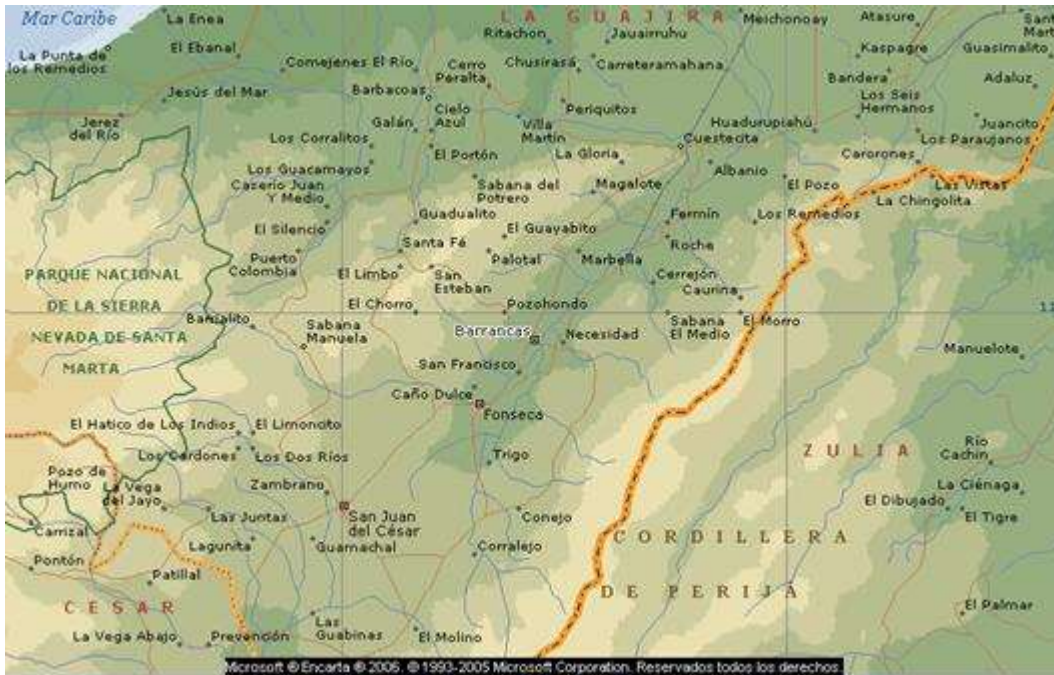 Mar Caribe
La Enea
LA GUAJIRA
Ritachon
Meichonoay
Atasure
Jauairruhu
La Punta de
los Remedios
El Ebanal
Comejenes El Río
Cerro
Peralta
Chusirasá
Carreteramahana
Kaspagre
Guasimalito
Bandera
Adaluz
Jesús del Mar
Barbacoas
Los Seis
Hermanos
Periquitos
Cielo
Azul
Jerez
del Río
Galán
Villa
Martín
Huadurupiahú
Juancito
Los Corralitos
Cuestecita
Los Paraujanos
El Portón
La Gloria
Carorones
Los Guacamayos
Albanio
Caserío Juan
Y Medio
Sabana del
Potrero
Magalote
El Pozo
Las Vistas
La Chingolita
Guadualito
Fermín
Los Remedios
El Silencio
El Guayabito
Santa Fé
Roche
Puerto
Colombia
Palotal
Marbella
PARQUE NACIONAL
DE LA SIERRA
NEVADA DE SANTA
MARTA
El Limbo
San
Esteban
Cerrejón
Caurina
El Chorro
Pozohondo
Barcalito
Sabana
Manuela
Barrancas
Necesidad
Sabana
El Medio
El Morro
Manuelote
San Francisco
Caño Dulce
Fonseca
El Hatico de Los Indios
El Limoncito
ZULIA
Río
Cachin
Los Cardones
Los Dos Ríos
Trigo
Pozo de
Humo
La Vega
del Jayo
Zambrano
La Ciénaga
El Dibujado
Las Juntas
San Juan
del César
Conejo
El Tigre
Carrizal
CORDILLERA
DE PERIJÁ
Lagunita
Guamachal
Corralejo
Pontón
Patillal
CESAR
El Palmar
Las
Guabinas
La Vega Abajo
Prevención
El Molino
Microsoft ® Encarta ® 2006. © 1993-2005 Microsoft Corporation. Reservados todos los derechos.